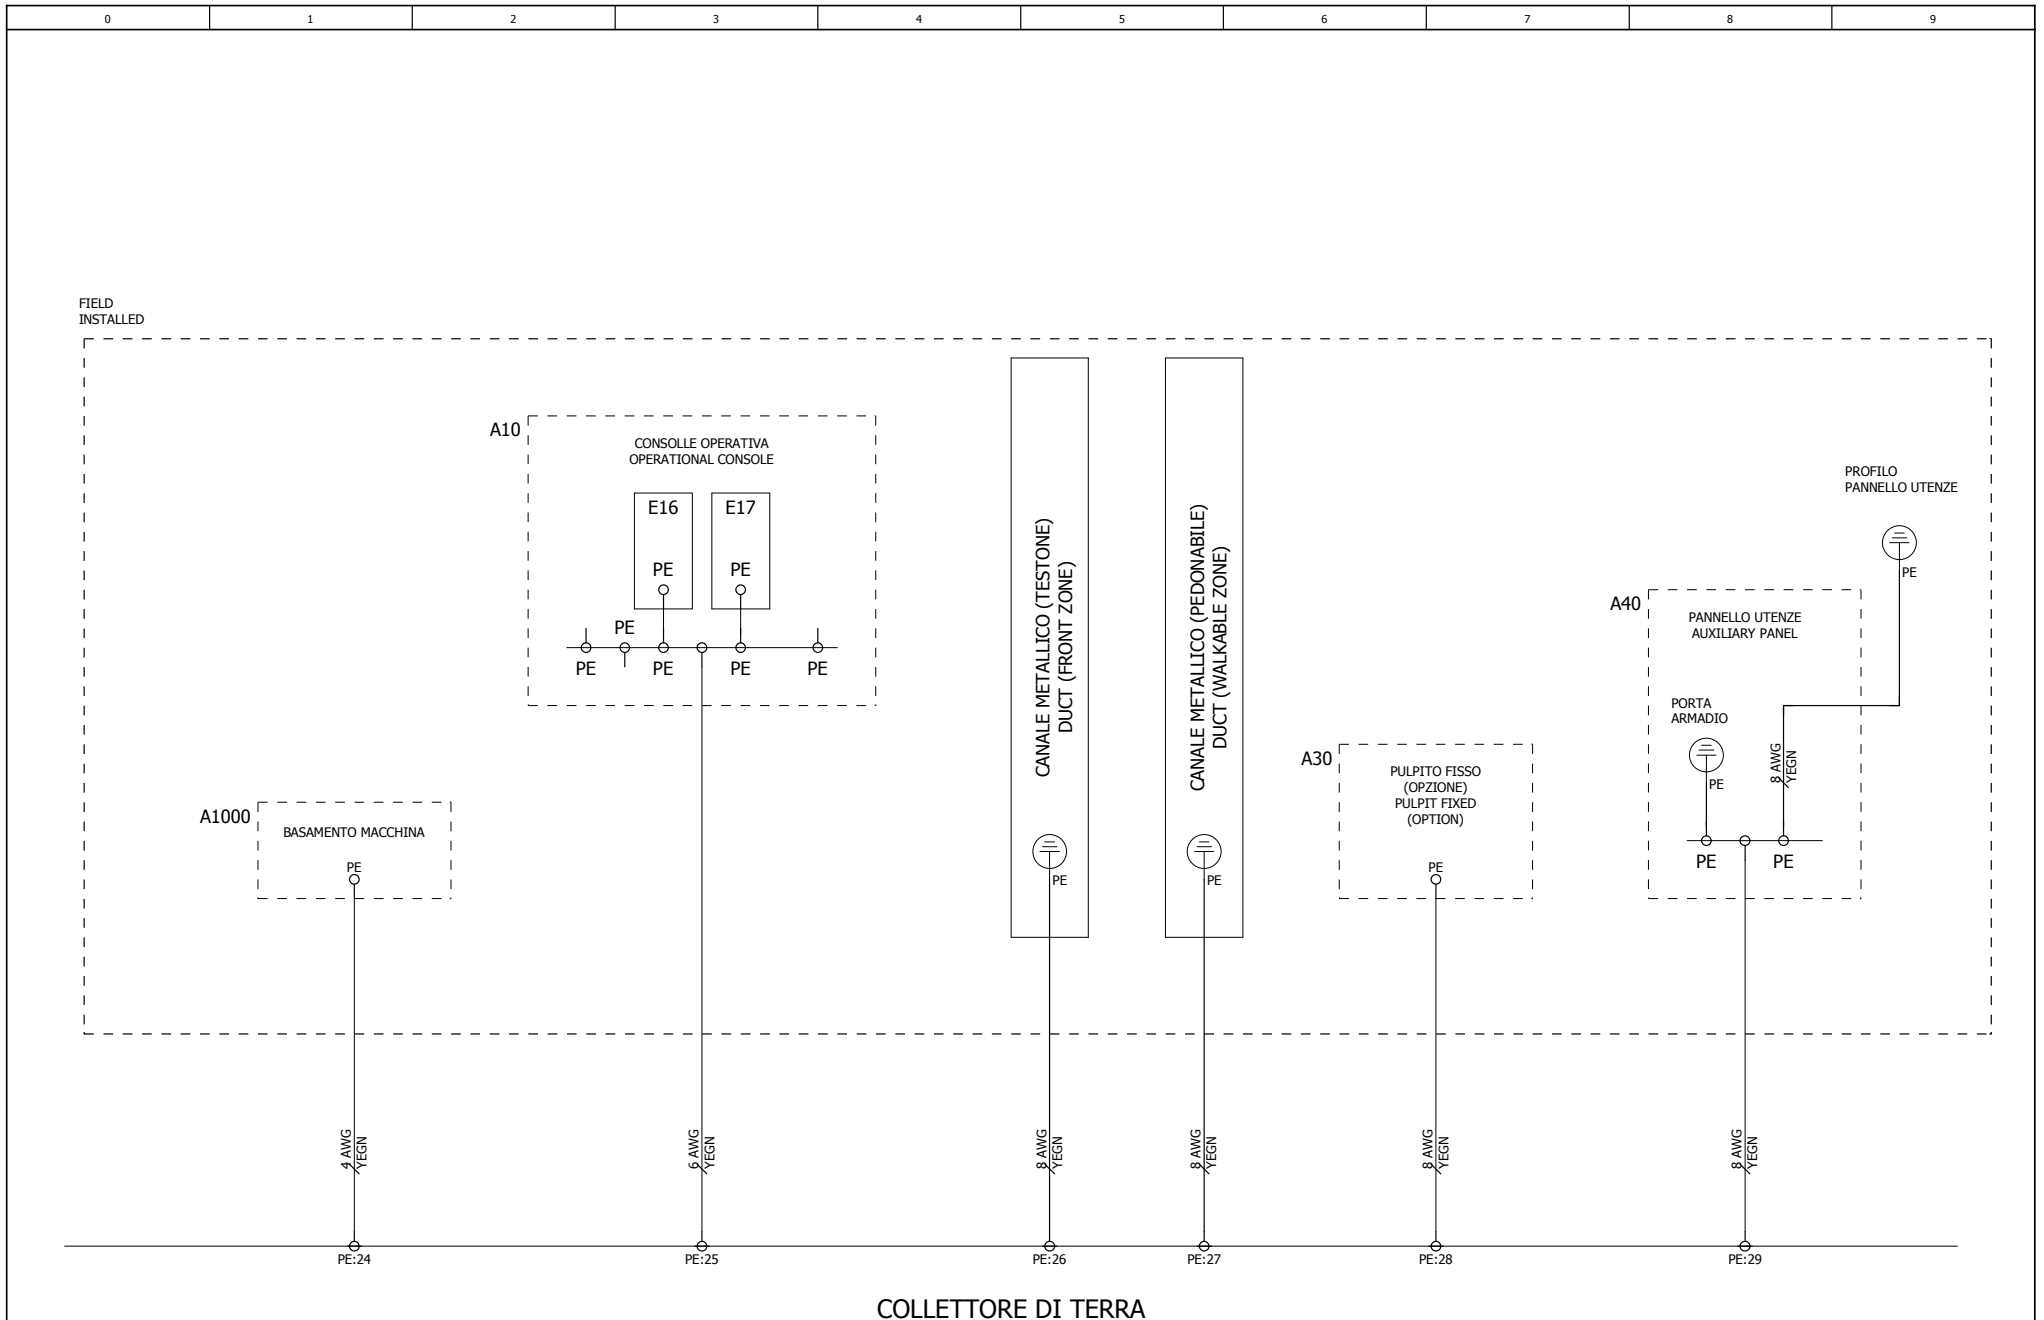 0 1 2 3 4 5 6 7 8 9
FIELD
INSTALLED
A10
CONSOLLE OPERATIVA
OPERATIONAL CONSOLE
E16
E17
PE
PE
PE
PE
PE
PE
PE
CANALE METALLICO (TESTONE)
DUCT (FRONT ZONE)
PE
CANALE METALLICO (PEDONABILE)
DUCT (WALKABLE ZONE)
PE
PROFILO
PANNELLO UTENZE
PE
A40
PANNELLO UTENZE
AUXILIARY PANEL
PORTA
ARMADIO
PE
8 AWG
YEGN
PE
PE
A30
PULPITO FISSO
(OPZIONE)
PULPIT FIXED
(OPTION)
PE
A1000
BASAMENTO MACCHINA
PE
4 AWG
YEGN
6 AWG
YEGN
8 AWG
YEGN
8 AWG
YEGN
8 AWG
YEGN
8 AWG
YEGN
PE:24
PE:25
PE:26
PE:27
PE:28
PE:29
COLLETTORE DI TERRA